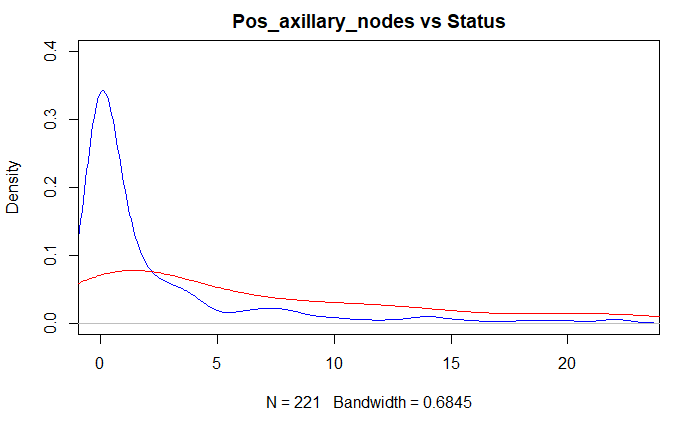 Pos_axillary_nodes vs Status
0.4
0.3
0.2
0.1
0.0
Density
0 5 10 15 20
N = 221 Bandwidth = 0.6845